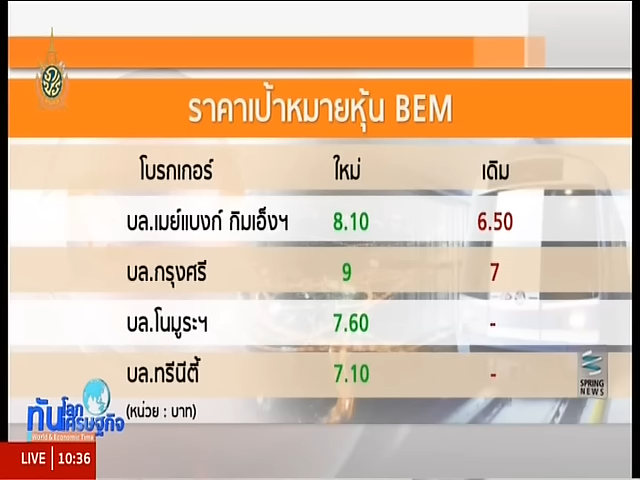 ราคาเป้าหมายหุ้น BEM
โบรกเกอร์ ใหม่ เดิม
บล.เมย์แบงก์ กิมเอ็งฯ 8.10 6.50
บล.กรุงศรี 9 7
บล.โนมูระฯ 7.60 -
บล.ทรีนีตี้ 7.10 -
(หน่วย : บาท)
SPRING
NEWS
ทันโลก
เศรษฐกิจ
World & Economic Time
LIVE 10:36